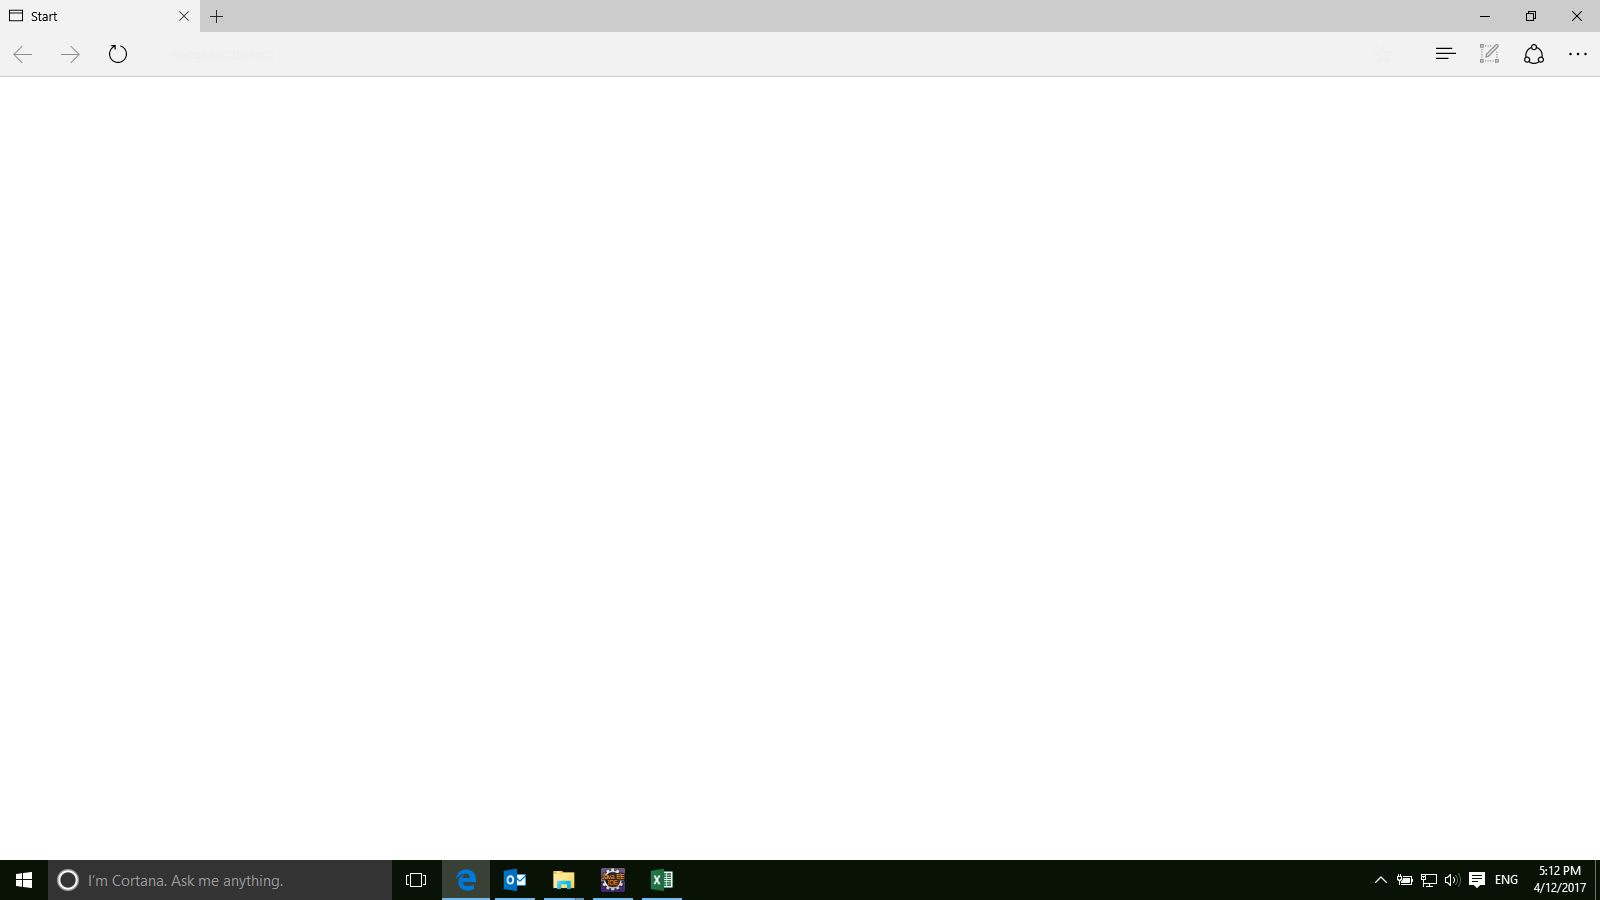 Start
I'm Cortana. Ask me anything.
ENG
5:12 PM
4/12/2017